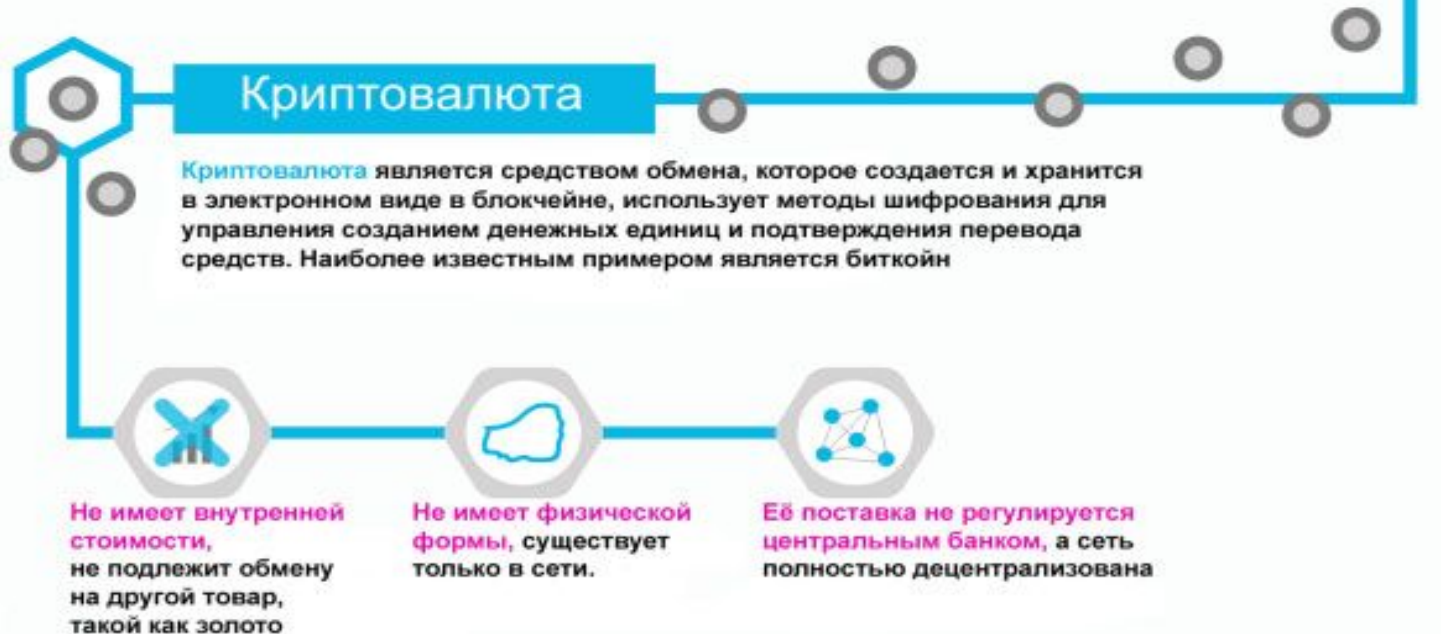 Криптовалюта
Криптовалюта является средством обмена, которое создается и хранится
в электронном виде в блокчейне, использует методы шифрования для
управления созданием денежных единиц и подтверждения перевода
средств. Наиболее известным примером является биткойн
Не имеет внутренней
стоимости,
не подлежит обмену
на другой товар,
такой как золото
Не имеет физической
формы, существует
только в сети.
Её поставка не регулируется
центральным банком, а сеть
полностью децентрализована